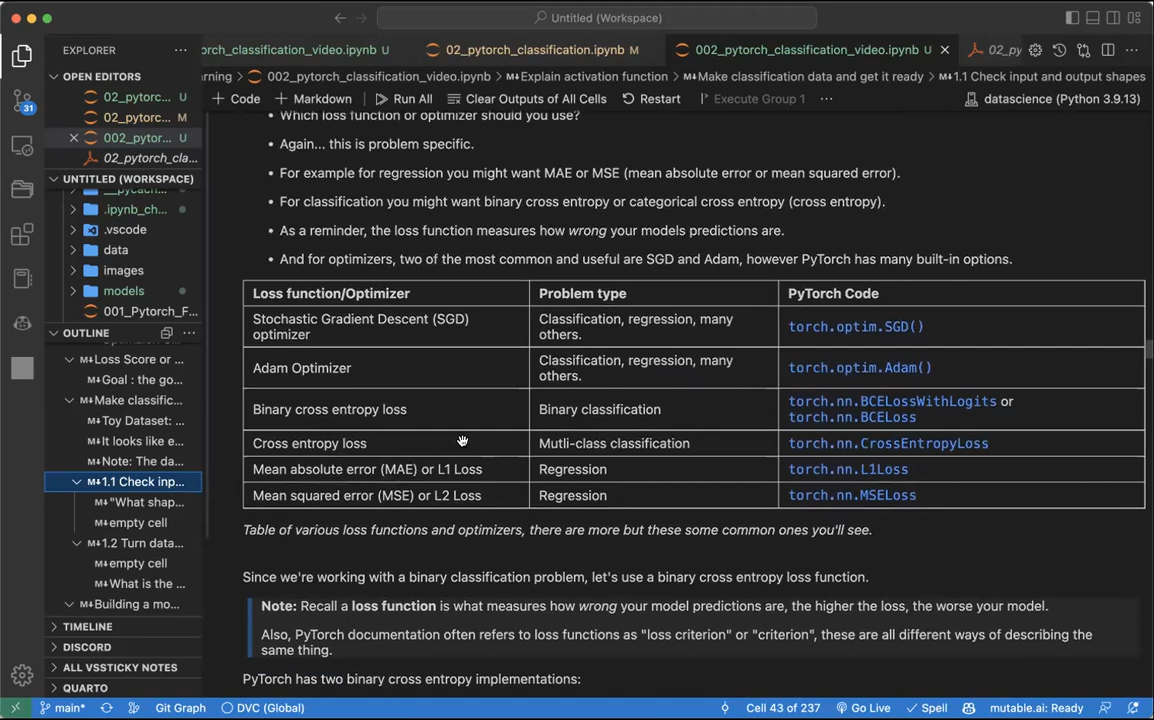 Untitled (Workspace)
EXPLORER
torch_classification_video.ipynb U
02_pytorch_classification.ipynb M
002_pytorch_classification_video.ipynb U
02_py
OPEN EDITORS
rning > 002_pytorch_classification_video.ipynb > M↓Explain activation function > M↓Make classification data and get it ready > M↓1.1 Check input and output shapes
02_pytorc... U
+ Code + Markdown Run All Clear Outputs of All Cells Restart Execute Group 1 ... datascience (Python 3.9.13)
02_pytorc... M
002_pytor... U
02_pytorch_cla...
UNTITLED (WORKSPACE)
__pycach
.ipynb_ch...
.vscode
data
images
models
001_Pytorch_F...
31
OUTLINE
M↓Loss Score or ...
M↓Goal : the go...
M↓Make classific...
M↓Toy Dataset: ...
M↓It looks like e...
M↓Note: The da...
M↓1.1 Check inp...
M↓"What shap...
M↓empty cell
M↓1.2 Turn data...
M↓empty cell
M↓What is the ...
M↓Building a mo...
TIMELINE
DISCORD
ALL VSSTICKY NOTES
QUARTO
• Which loss function or optimizer should you use?
• Again... this is problem specific.
• For example for regression you might want MAE or MSE (mean absolute error or mean squared error).
• For classification you might want binary cross entropy or categorical cross entropy (cross entropy).
• As a reminder, the loss function measures how wrong your models predictions are.
• And for optimizers, two of the most common and useful are SGD and Adam, however PyTorch has many built-in options.
Loss function/Optimizer Problem type PyTorch Code
Stochastic Gradient Descent (SGD) optimizer Classification, regression, many others. torch.optim.SGD()
Adam Optimizer Classification, regression, many others. torch.optim.Adam()
Binary cross entropy loss Binary classification torch.nn.BCELossWithLogits or torch.nn.BCELoss
Cross entropy loss Mutli-class classification torch.nn.CrossEntropyLoss
Mean absolute error (MAE) or L1 Loss Regression torch.nn.L1Loss
Mean squared error (MSE) or L2 Loss Regression torch.nn.MSELoss
Table of various loss functions and optimizers, there are more but these some common ones you'll see.
Since we're working with a binary classification problem, let's use a binary cross entropy loss function.
Note: Recall a loss function is what measures how wrong your model predictions are, the higher the loss, the worse your model.
Also, PyTorch documentation often refers to loss functions as "loss criterion" or "criterion", these are all different ways of describing the
same thing.
PyTorch has two binary cross entropy implementations:
main* Git Graph DVC (Global) Cell 43 of 237 Go Live Spell mutable.ai: Ready